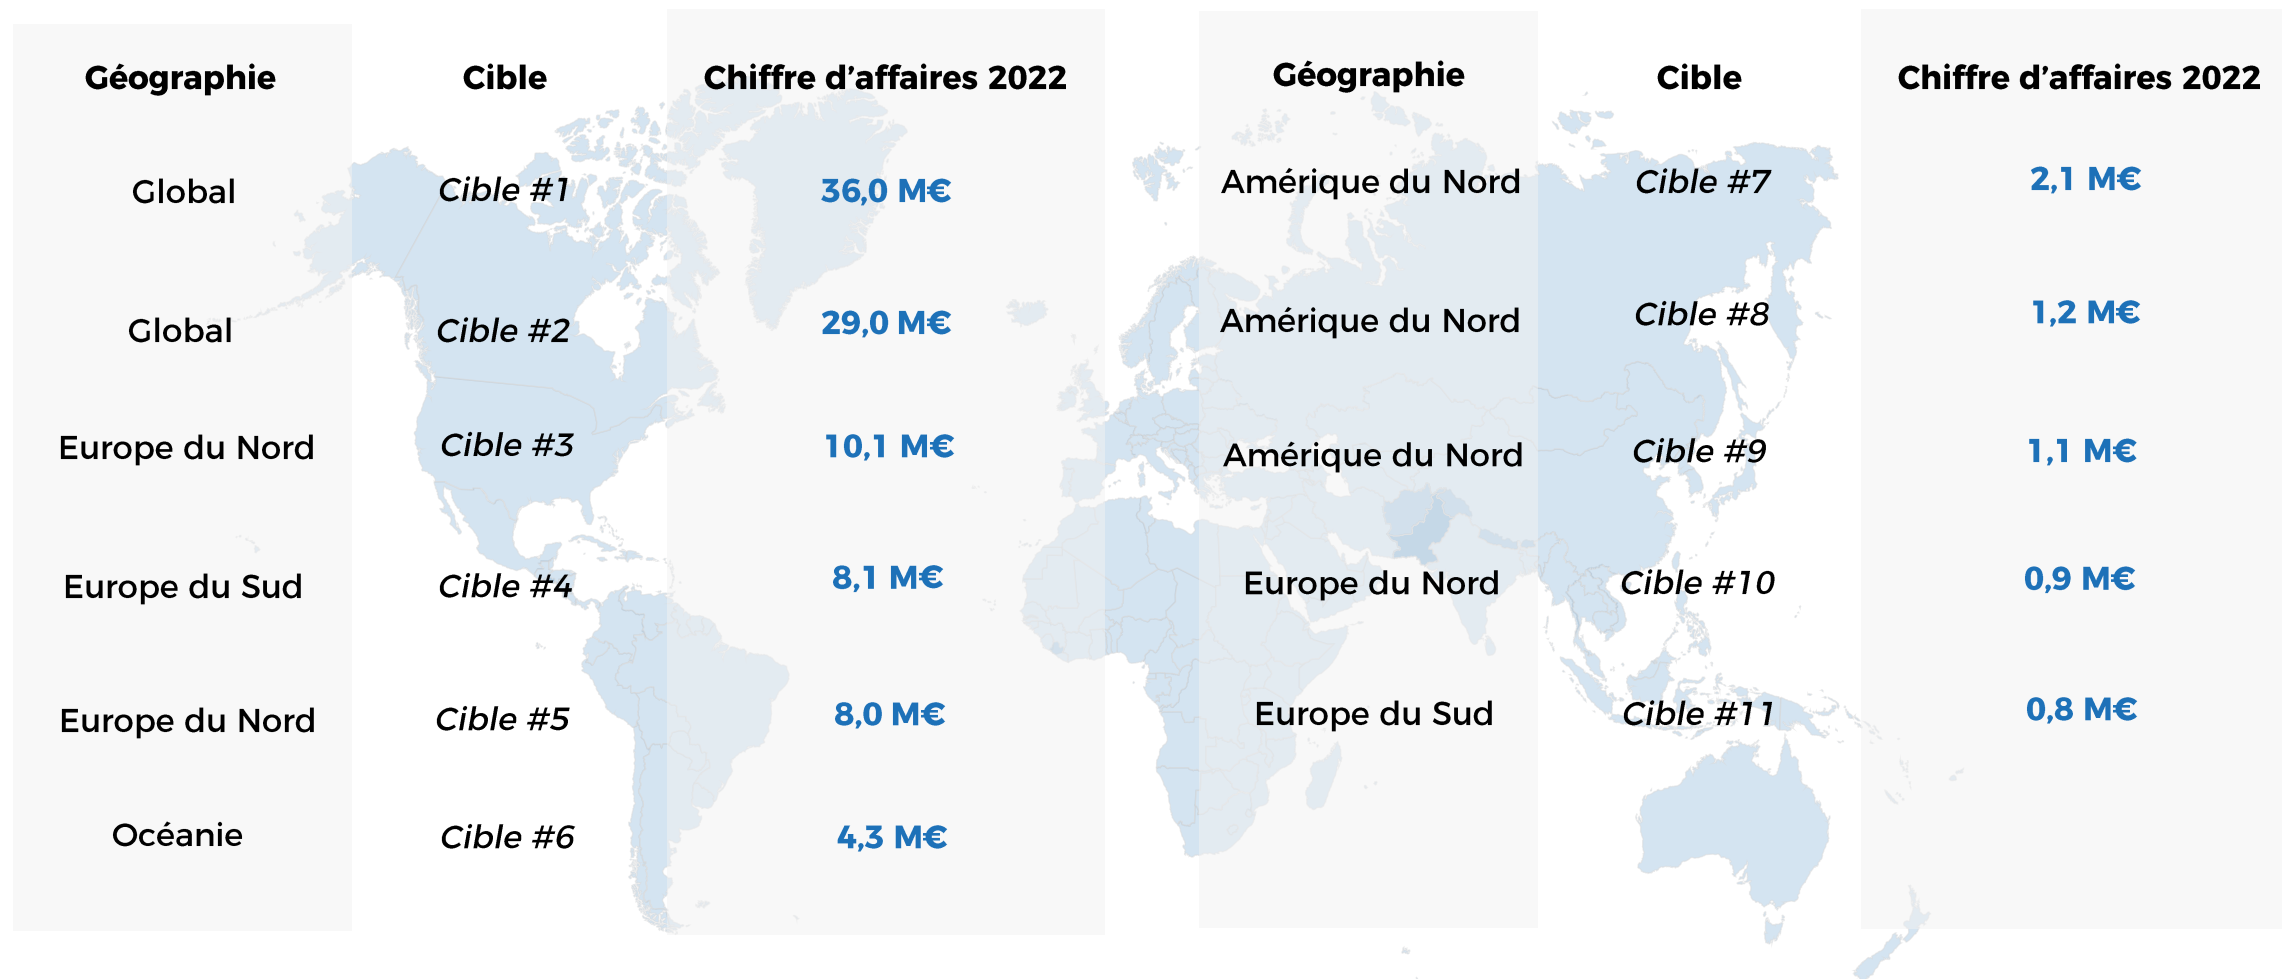 Géographie Cible Chiffre d’affaires 2022
Global Cible #1 36,0 M€
Global Cible #2 29,0 M€
Europe du Nord Cible #3 10,1 M€
Europe du Sud Cible #4 8,1 M€
Europe du Nord Cible #5 8,0 M€
Océanie Cible #6 4,3 M€
Géographie Cible Chiffre d’affaires 2022
Amérique du Nord Cible #7 2,1 M€
Amérique du Nord Cible #8 1,2 M€
Amérique du Nord Cible #9 1,1 M€
Europe du Nord Cible #10 0,9 M€
Europe du Sud Cible #11 0,8 M€